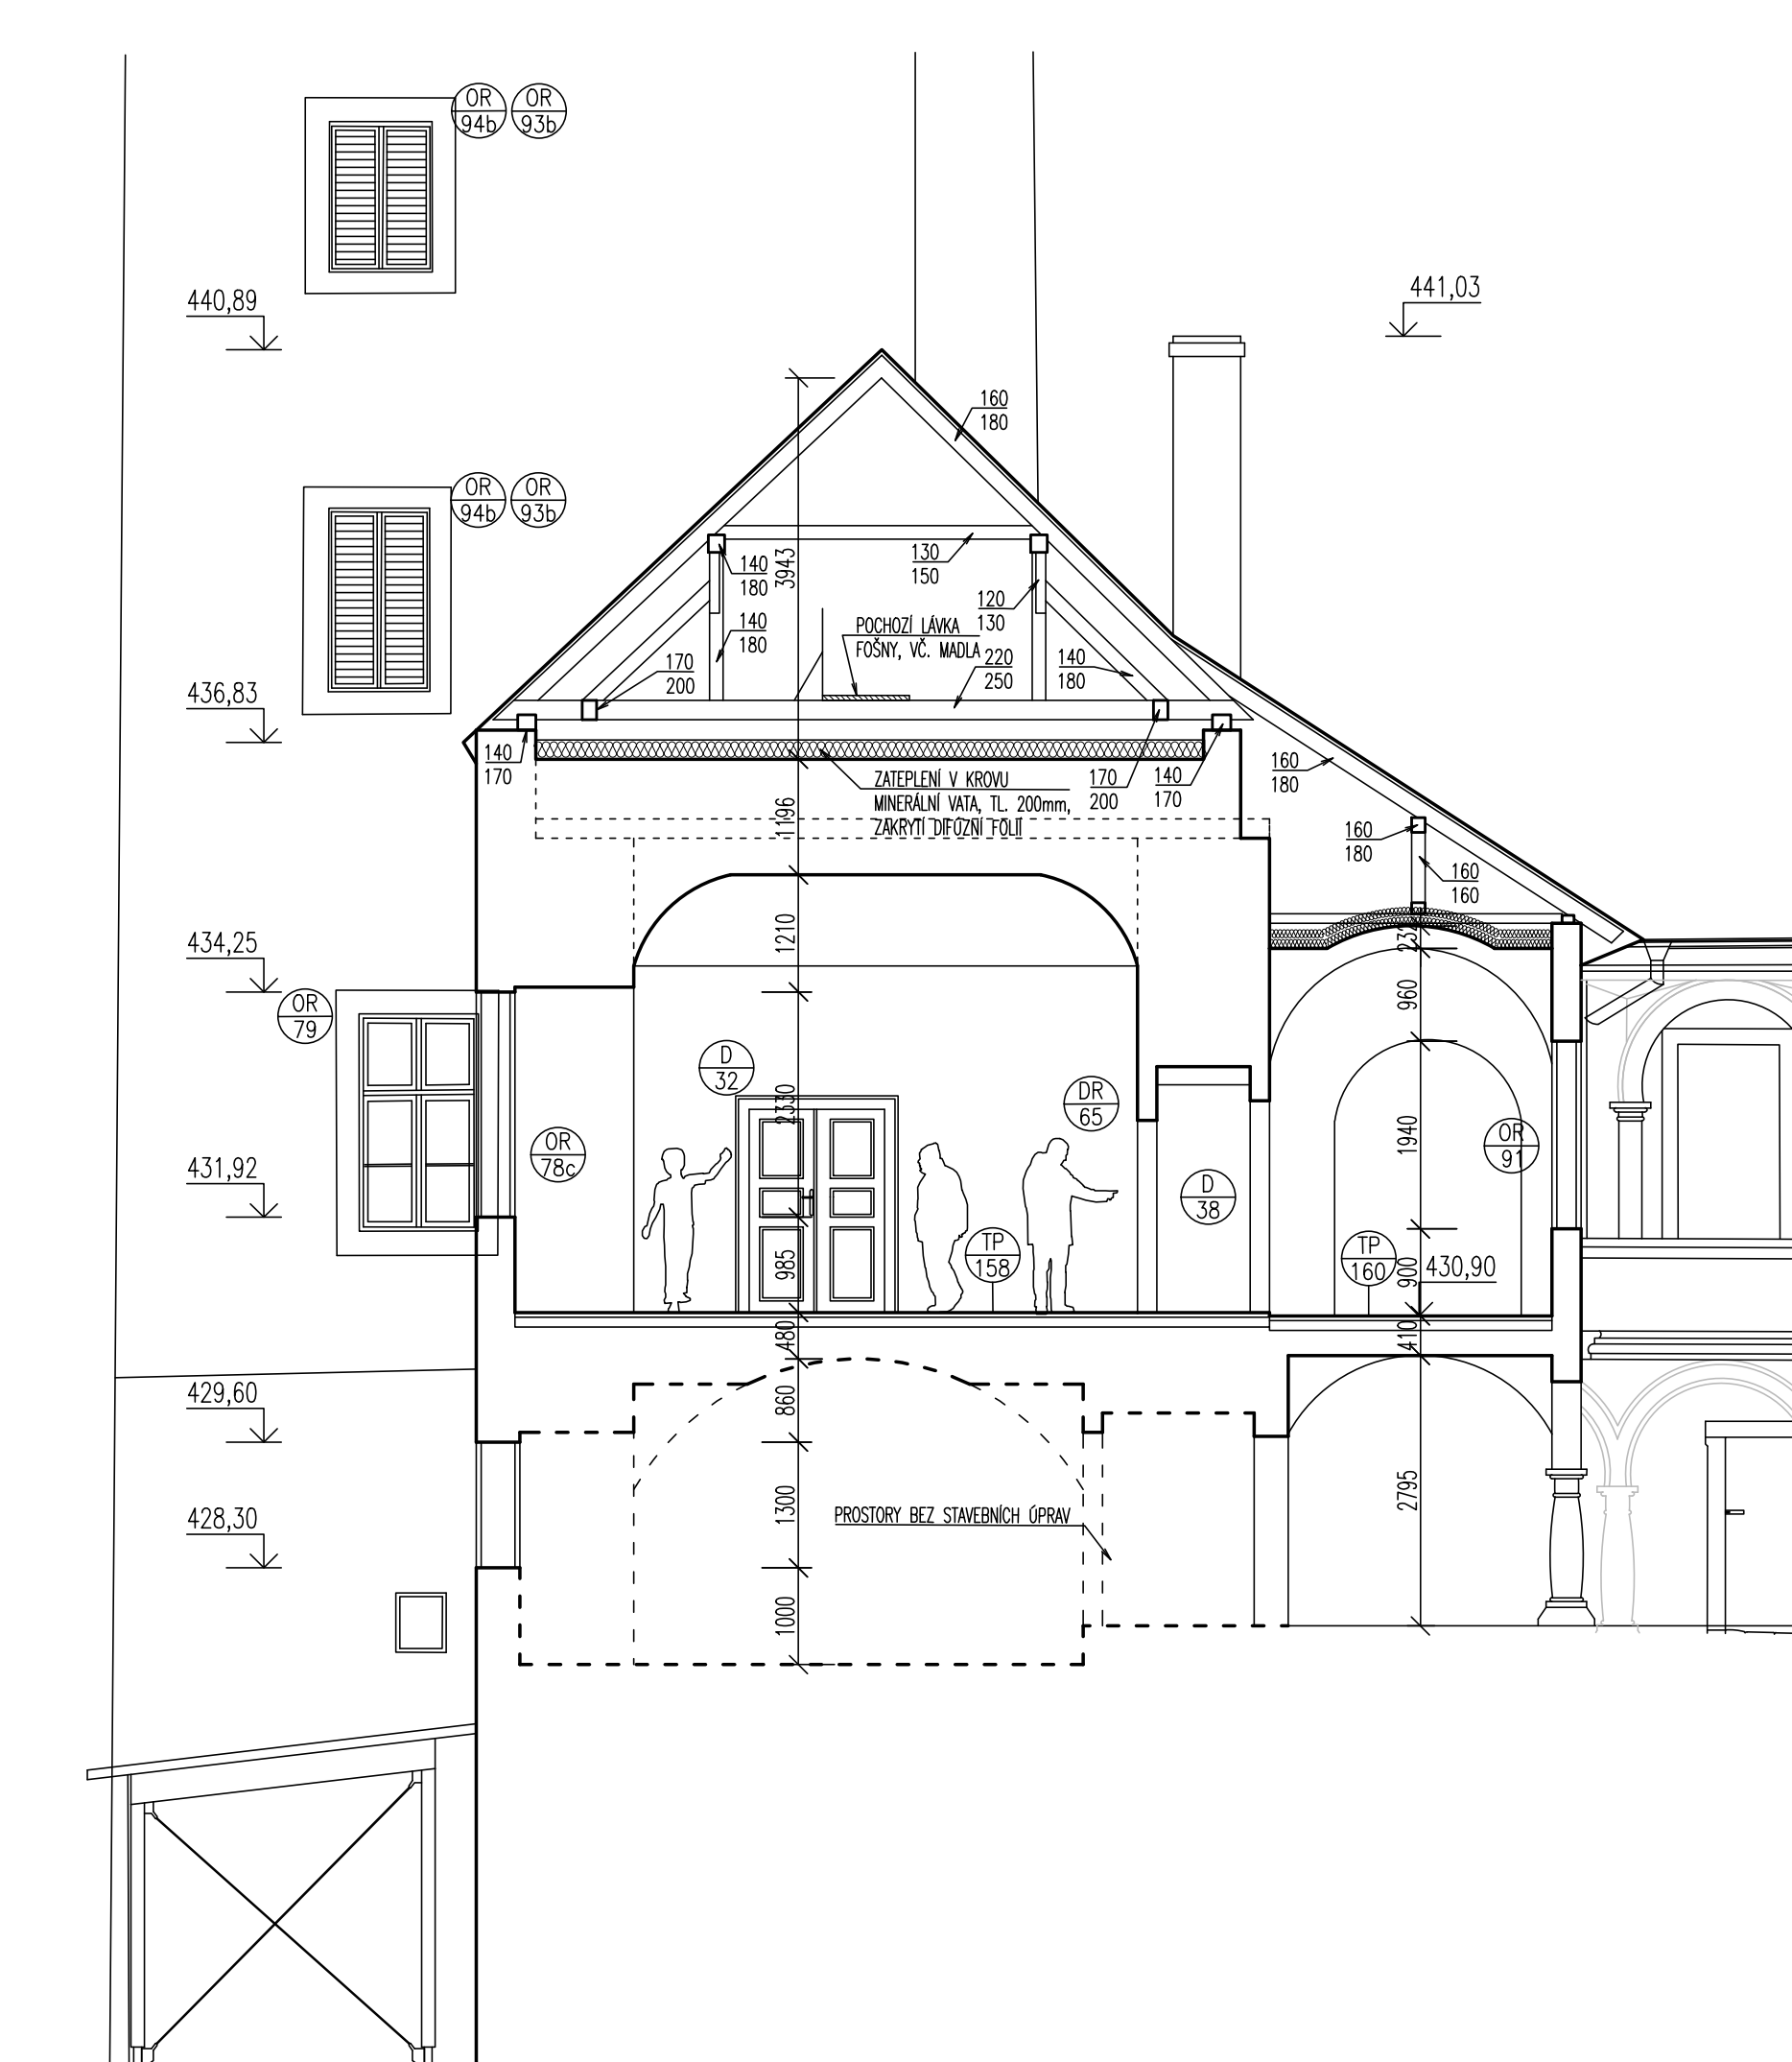 OR
94b
OR
93b
440,89
441,03
160
180
OR
94b
OR
93b
3943
140
180
130
150
120
130
140
180
POCHOZÍ LÁVKA
FOŠNY, VČ. MADLA
220
250
140
180
170
200
436,83
140
170
ZATEPLENÍ V KROVU
MINERÁLNÍ VATA, TL. 200mm,
ZAKRYTÍ DIFÚZNÍ FÓLIÍ
170
200
140
170
160
180
1196
160
180
160
160
434,25
1210
232
960
OR
79
D
32
2330
DR
65
1940
OR
91
OR
78c
431,92
D
38
985
TP
158
TP
160
900
430,90
480
410
429,60
860
428,30
1300
PROSTORY BEZ STAVEBNÍCH ÚPRAV
2795
1000